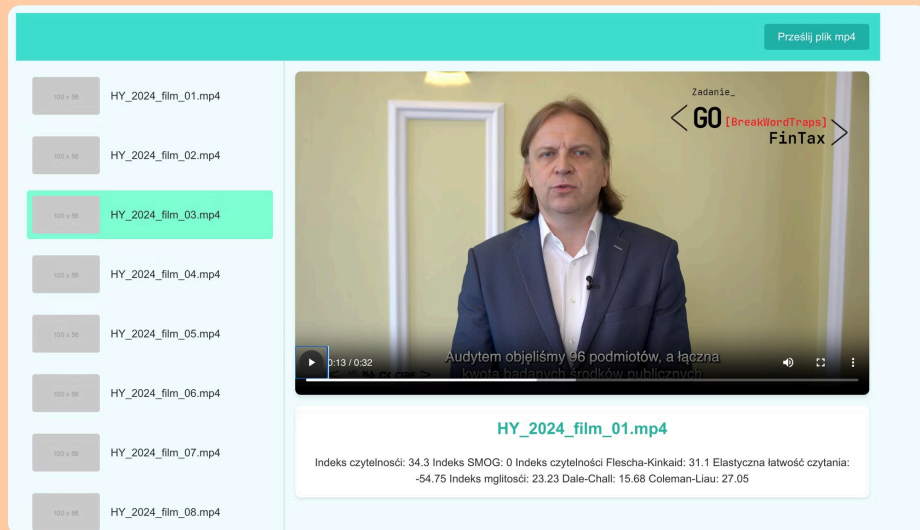 Prześlij plik mp4
100 x 56
HY_2024_film_01.mp4
100 x 56
HY_2024_film_02.mp4
100 x 56
HY_2024_film_03.mp4
100 x 56
HY_2024_film_04.mp4
100 x 56
HY_2024_film_05.mp4
100 x 56
HY_2024_film_06.mp4
100 x 56
HY_2024_film_07.mp4
100 x 56
HY_2024_film_08.mp4
Zadanie_
< GO [BreakWordTraps]
FinTax >
Audytem objęliśmy 96 podmiotów, a łączna
kwota badanych środków publicznych
0:13 / 0:32
HY_2024_film_01.mp4
Indeks czytelnosći: 34.3 Indeks SMOG: 0 Indeks czytelności Flescha-Kinkaid: 31.1 Elastyczna łatwość czytania:
-54.75 Indeks mglitosći: 23.23 Dale-Chall: 15.68 Coleman-Liau: 27.05